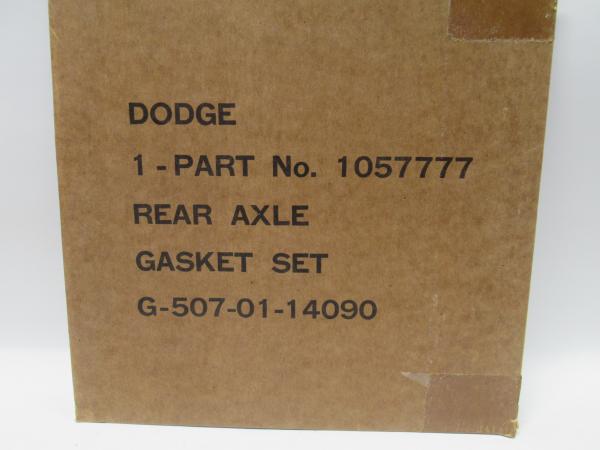 DODGE
1 - PART No. 1057777
REAR AXLE
GASKET SET
G-507-01-14090